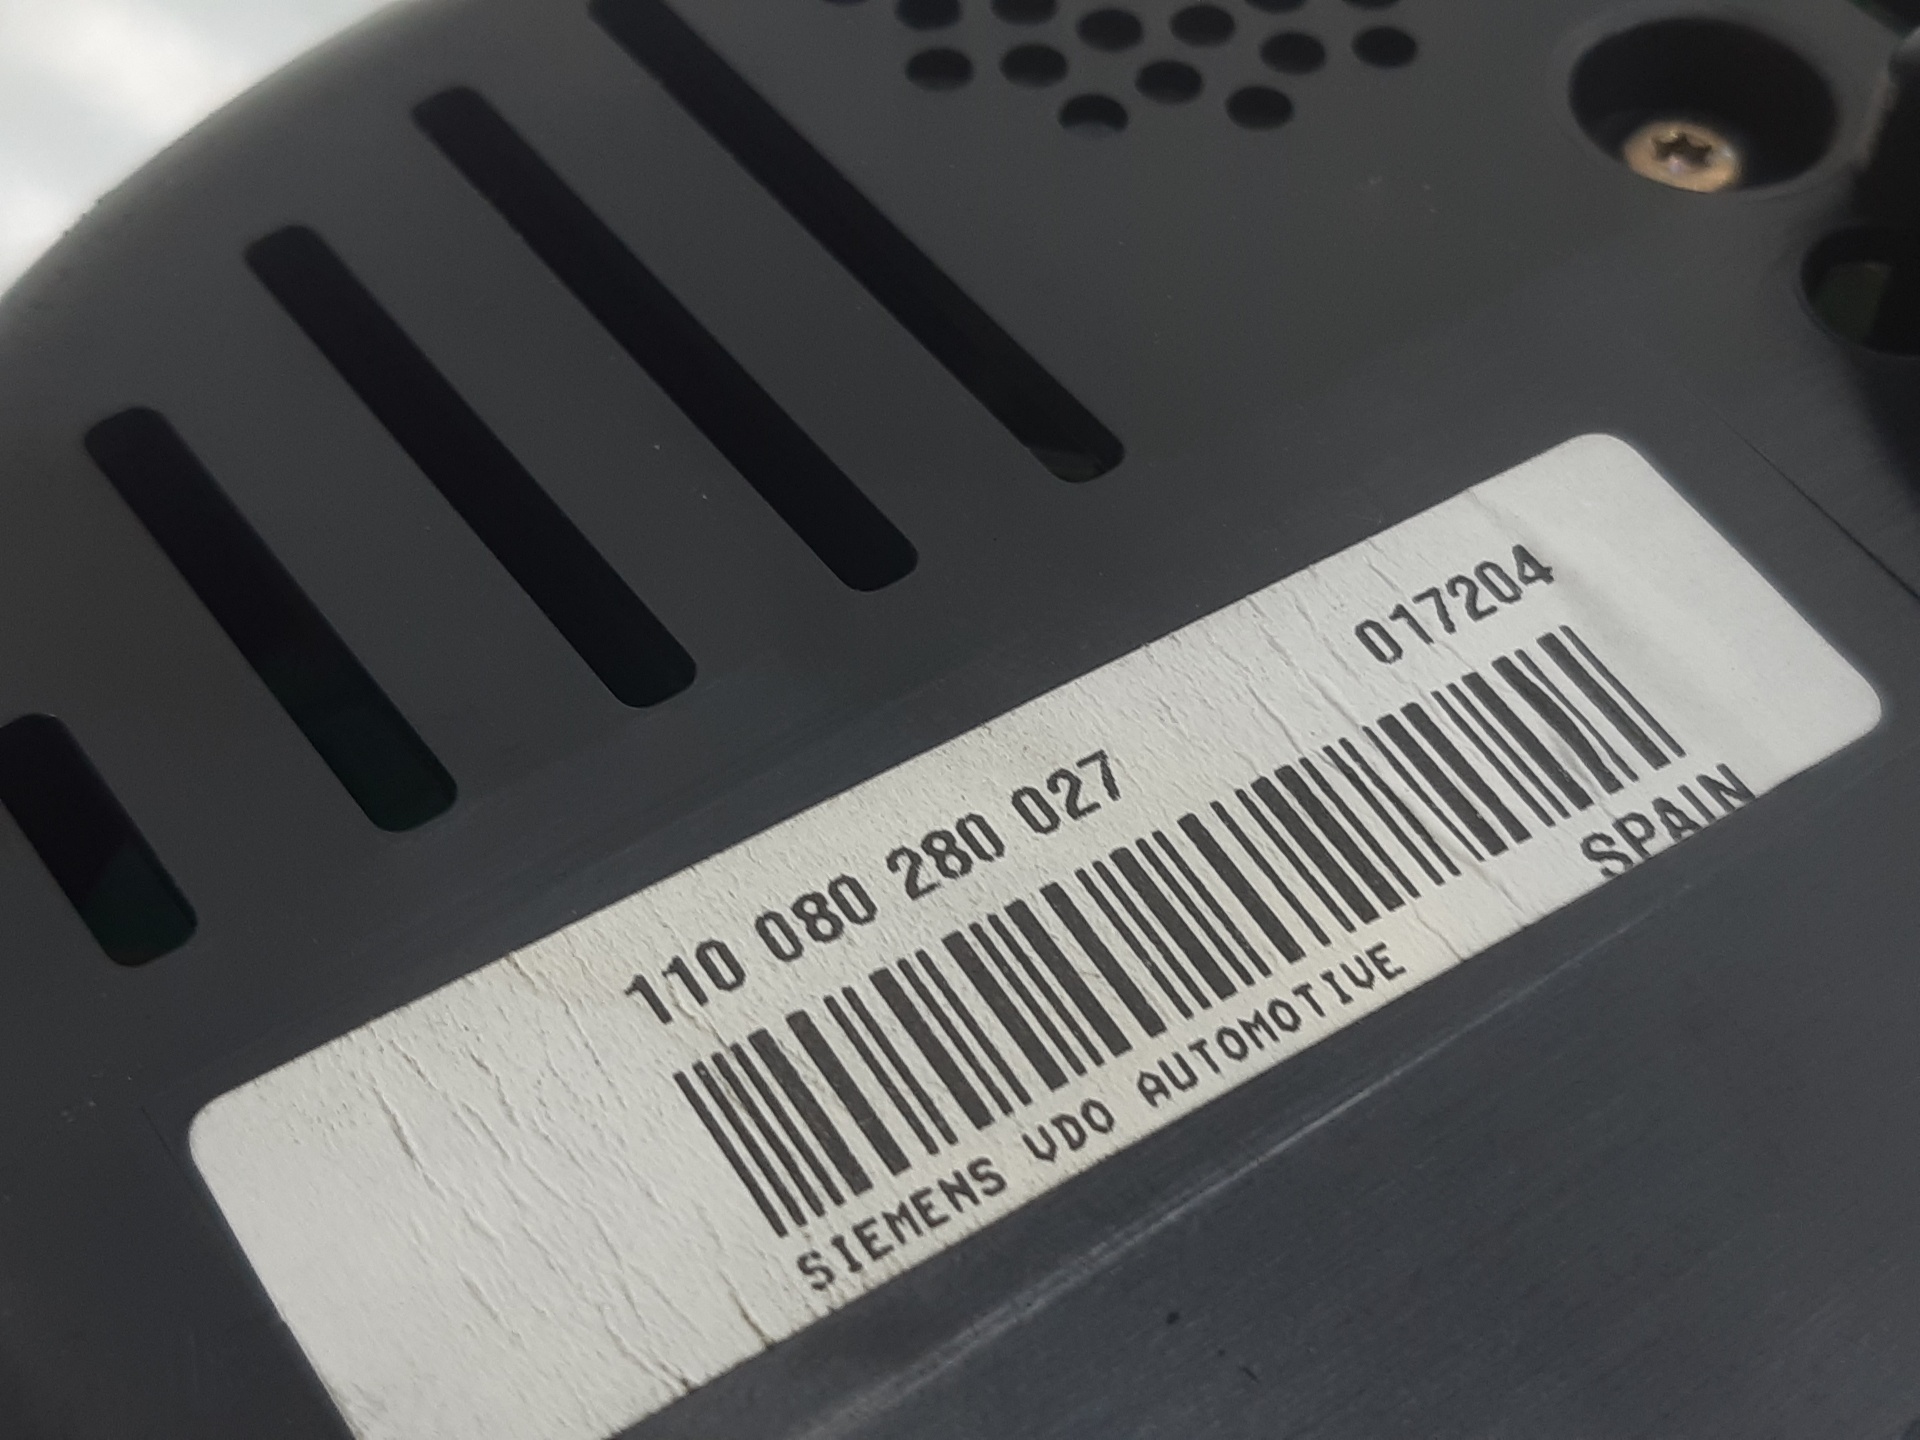 110 080 280 027 017204
SIEMENS VDO AUTOMOTIVE SPAIN